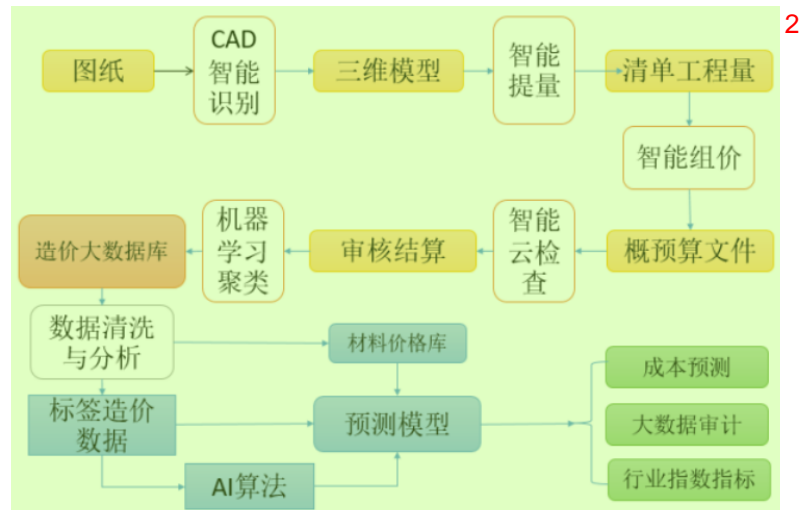 2
图纸
CAD
智能
识别
三维模型
智能
提量
清单工程量
智能组价
概预算文件
智能
云检
查
审核结算
机器
学习
聚类
造价大数据库
数据清洗
与分析
材料价格库
标签造价
数据
AI算法
预测模型
成本预测
大数据审计
行业指数指标